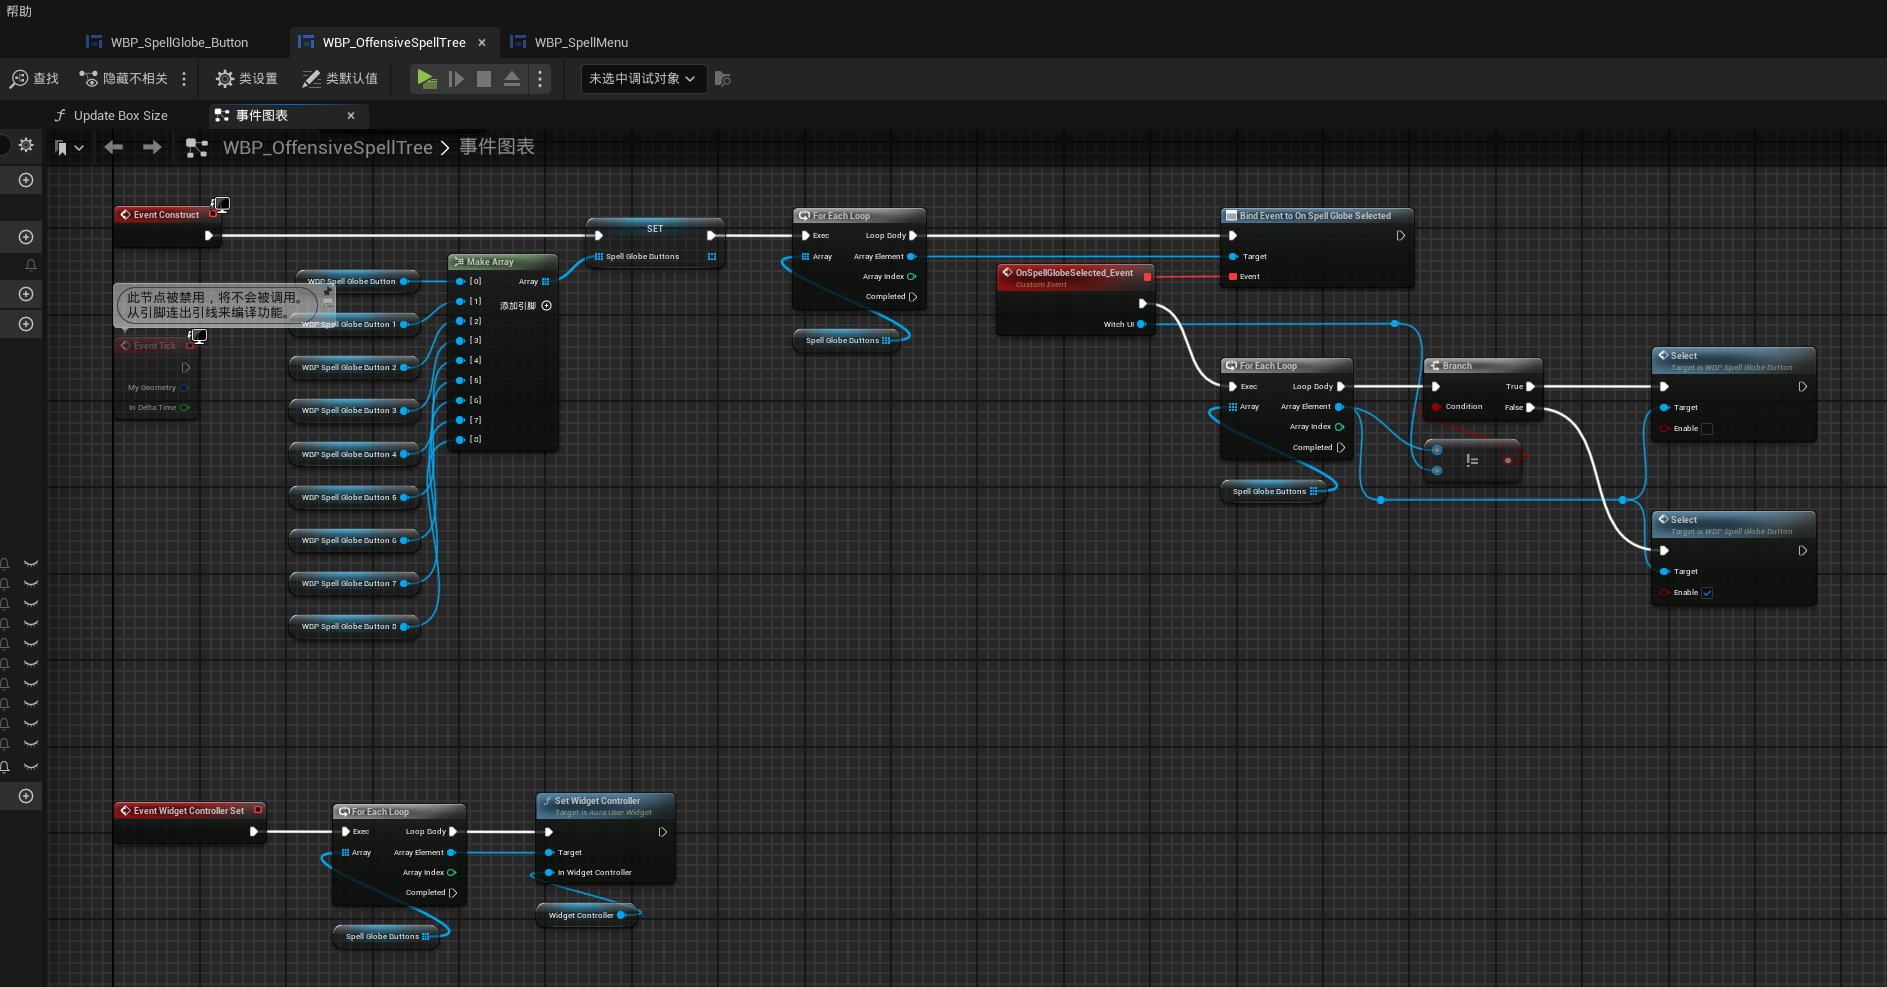 帮助
WBP_SpellGlobe_Button
WBP_OffensiveSpellTree
WBP_SpellMenu
查找
隐藏不相关
类设置
类默认值
未选中调试对象
Update Box Size
事件图表
WBP_OffensiveSpellTree > 事件图表
Event Construct
SET
Spell Globe Buttons
For Each Loop
Exec
Loop Body
Array
Array Element
Array Index
Completed
Spell Globe Buttons
Bind Event to On Spell Globe Selected
Target
Event
Make Array
[0]
Array
[1]
添加引脚
[2]
[3]
[4]
[5]
[6]
[7]
[8]
WBP Spell Globe Button
WBP Spell Globe Button 1
WBP Spell Globe Button 2
WBP Spell Globe Button 3
WBP Spell Globe Button 4
WBP Spell Globe Button 5
WBP Spell Globe Button 6
WBP Spell Globe Button 7
WBP Spell Globe Button 8
此节点被禁用，将不会被调用。
从引脚连出引线来编译功能。
Event Tick
My Geometry
In Delta Time
OnSpellGlobeSelected_Event
Custom Event
Witch UI
For Each Loop
Exec
Loop Body
Array
Array Element
Array Index
Completed
Spell Globe Buttons
Branch
True
Condition
False
!=
Select
Target is WBP Spell Globe Button
Target
Enable
Select
Target is WBP Spell Globe Button
Target
Enable
Event Widget Controller Set
For Each Loop
Exec
Loop Body
Array
Array Element
Array Index
Completed
Spell Globe Buttons
Set Widget Controller
Target is Aura User Widget
Target
In Widget Controller
Widget Controller